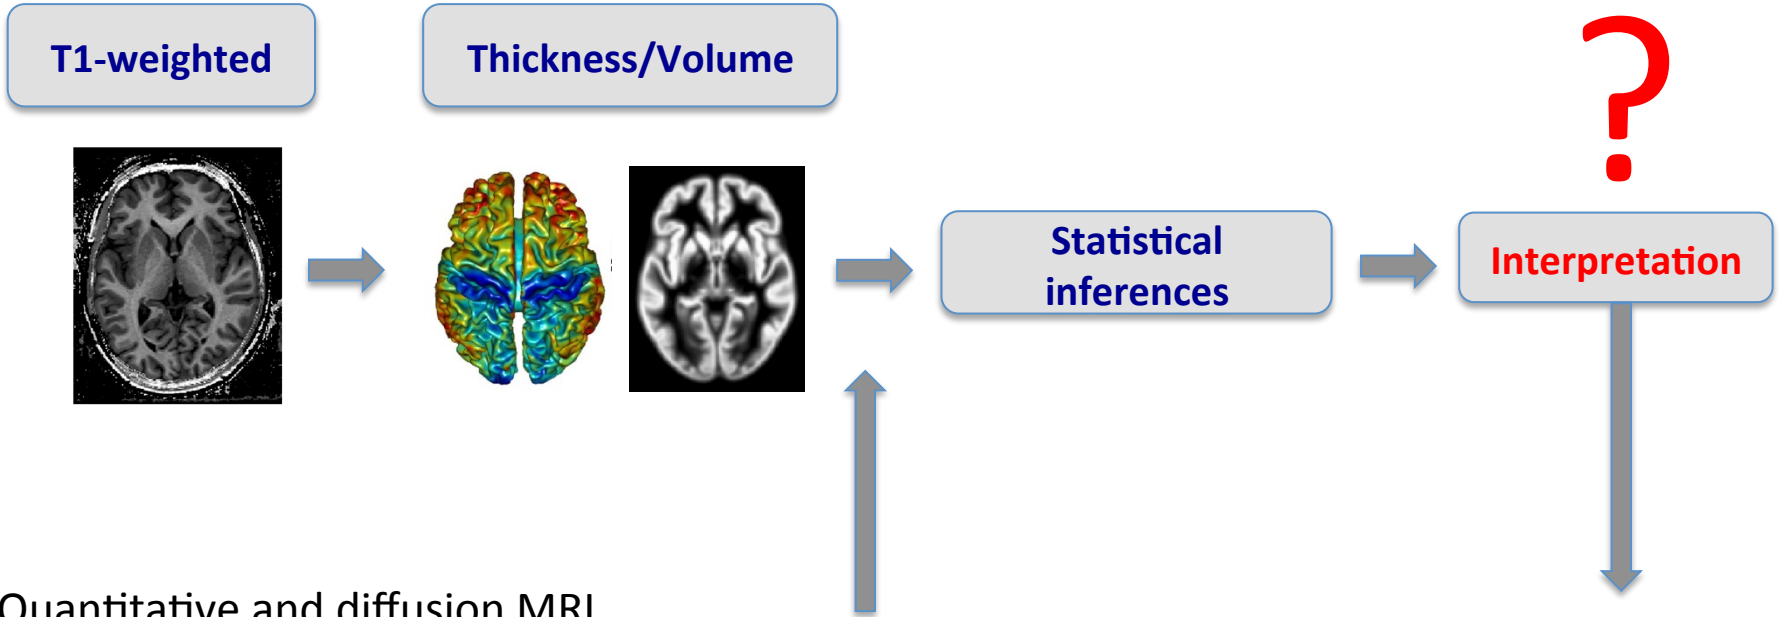 T1-weighted
Thickness/Volume
?
Statistical
inferences
Interpretation
Quantitative and diffusion MRI